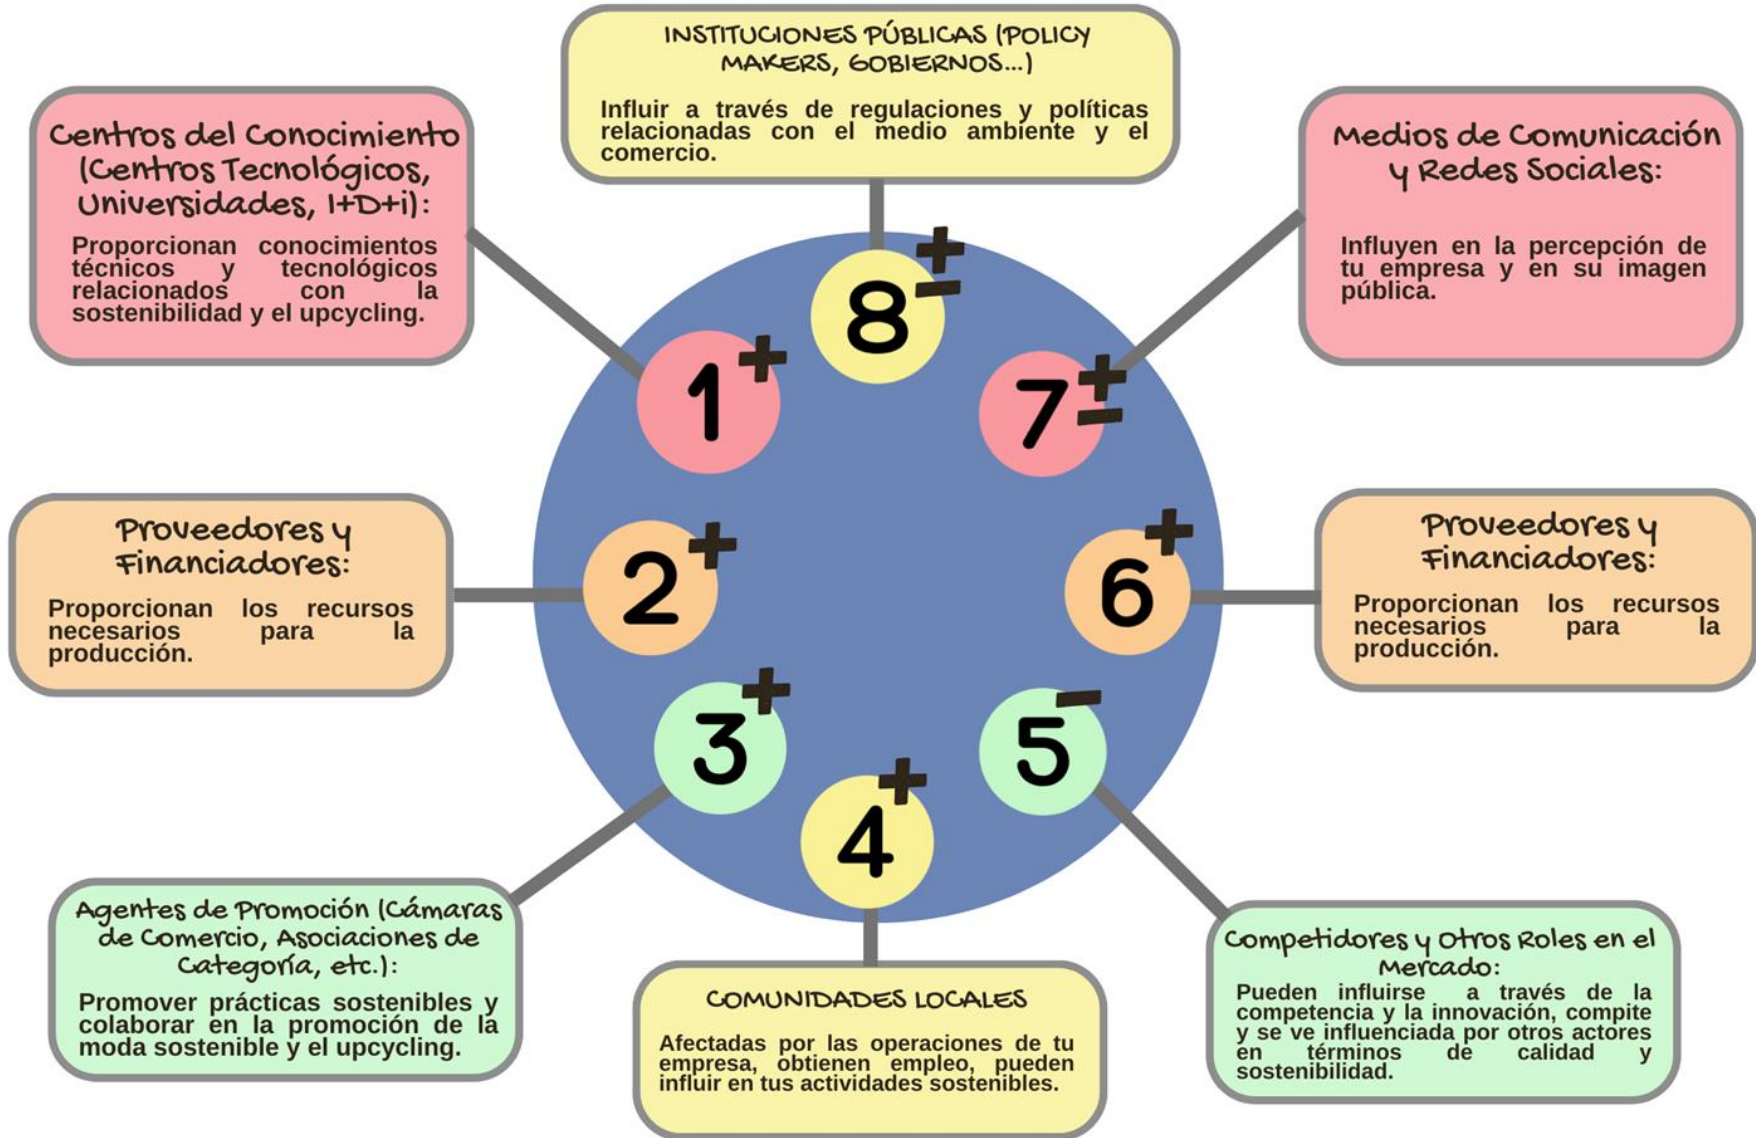 INSTITUCIONES PÚBLICAS (POLICY
MAKERS, GOBIERNOS...)
Influir a través de regulaciones y políticas
relacionadas con el medio ambiente y el
comercio.
Centros del Conocimiento
(Centros Tecnológicos,
Universidades, I+D+i):
Proporcionan conocimientos
técnicos y tecnológicos
relacionados con la
sostenibilidad y el upcycling.
Medios de Comunicación
y Redes Sociales:
Influyen en la percepción de
tu empresa y en su imagen
pública.
8 + −
1 +
7 + −
Proveedores y
Financiadores:
Proporcionan los recursos
necesarios para la
producción.
2 +
6 +
Proveedores y
Financiadores:
Proporcionan los recursos
necesarios para la
producción.
3 +
5 −
4 +
Agentes de Promoción (Cámaras
de Comercio, Asociaciones de
Categoría, etc.):
Promover prácticas sostenibles y
colaborar en la promoción de la
moda sostenible y el upcycling.
COMUNIDADES LOCALES
Afectadas por las operaciones de tu
empresa, obtienen empleo, pueden
influir en tus actividades sostenibles.
Competidores y Otros Roles en el
Mercado:
Pueden influirse a través de la
competencia y la innovación, compite
y se ve influenciada por otros actores
en términos de calidad y
sostenibilidad.